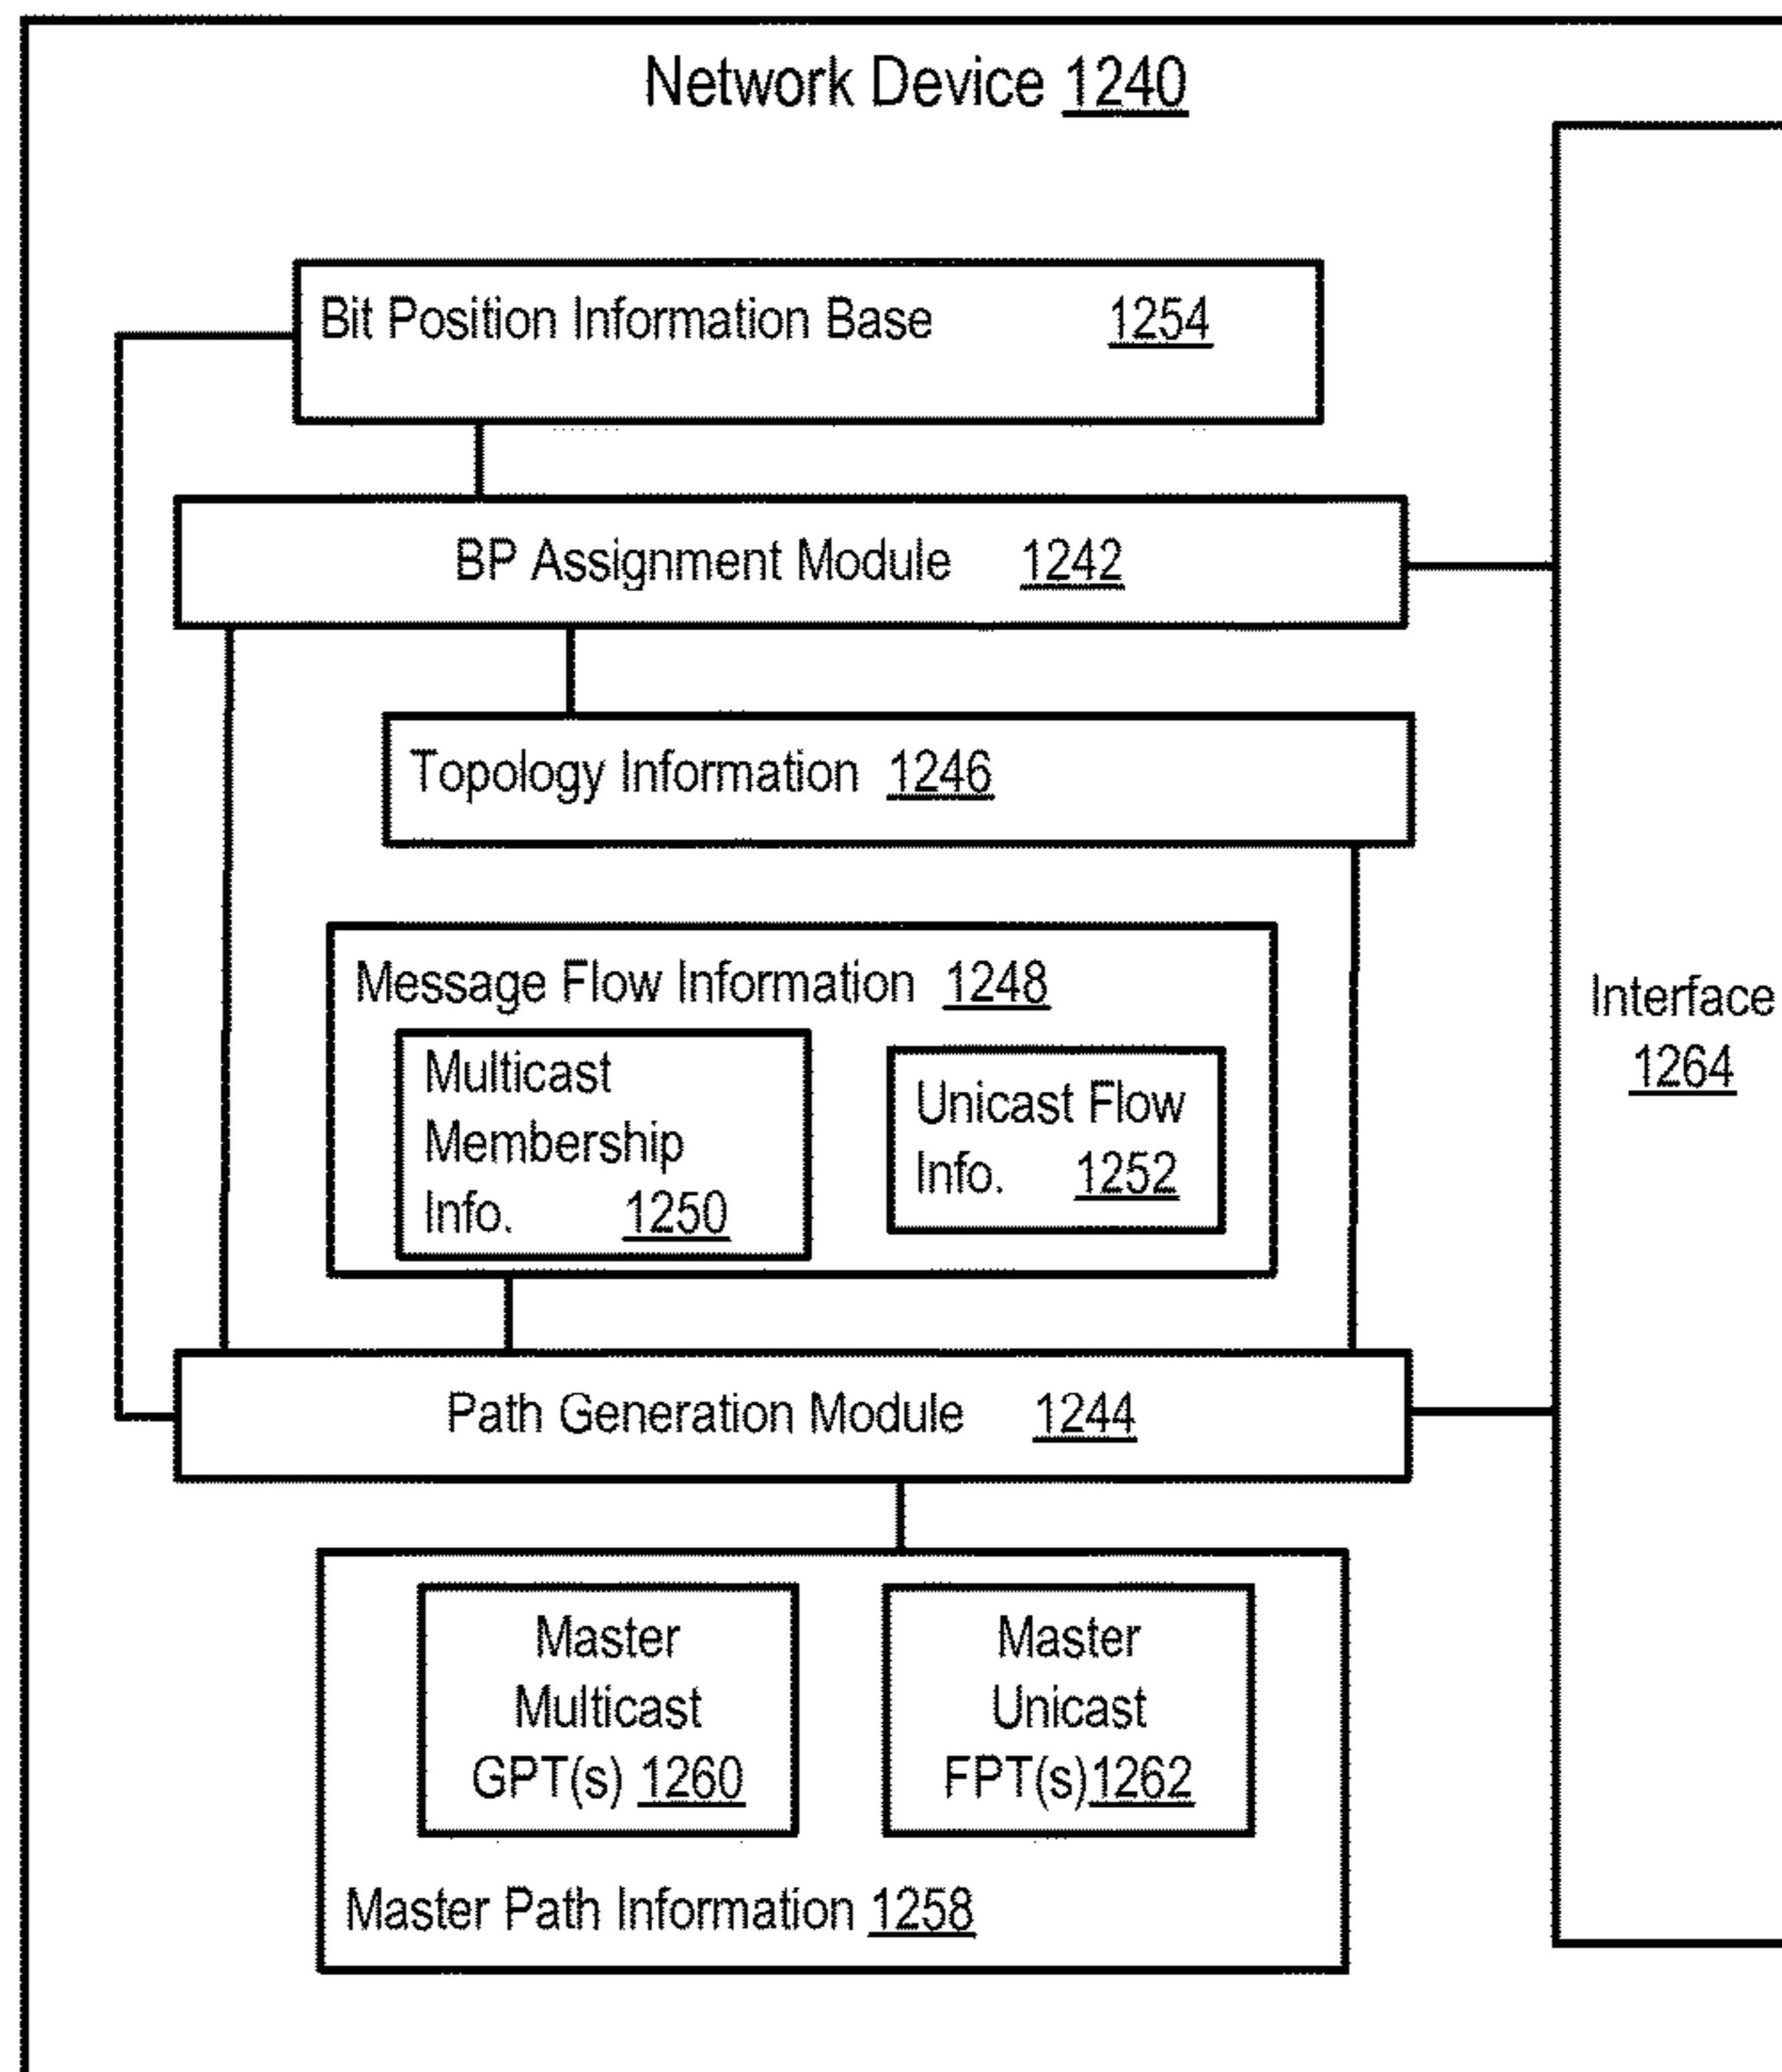 Network Device 1240
Bit Position Information Base 1254
BP Assignment Module 1242
Topology Information 1246
Message Flow Information 1248
Multicast
Membership
Info. 1250
Unicast Flow
Info. 1252
Interface
1264
Path Generation Module 1244
Master
Multicast
GPT(s) 1260
Master
Unicast
FPT(s)1262
Master Path Information 1258